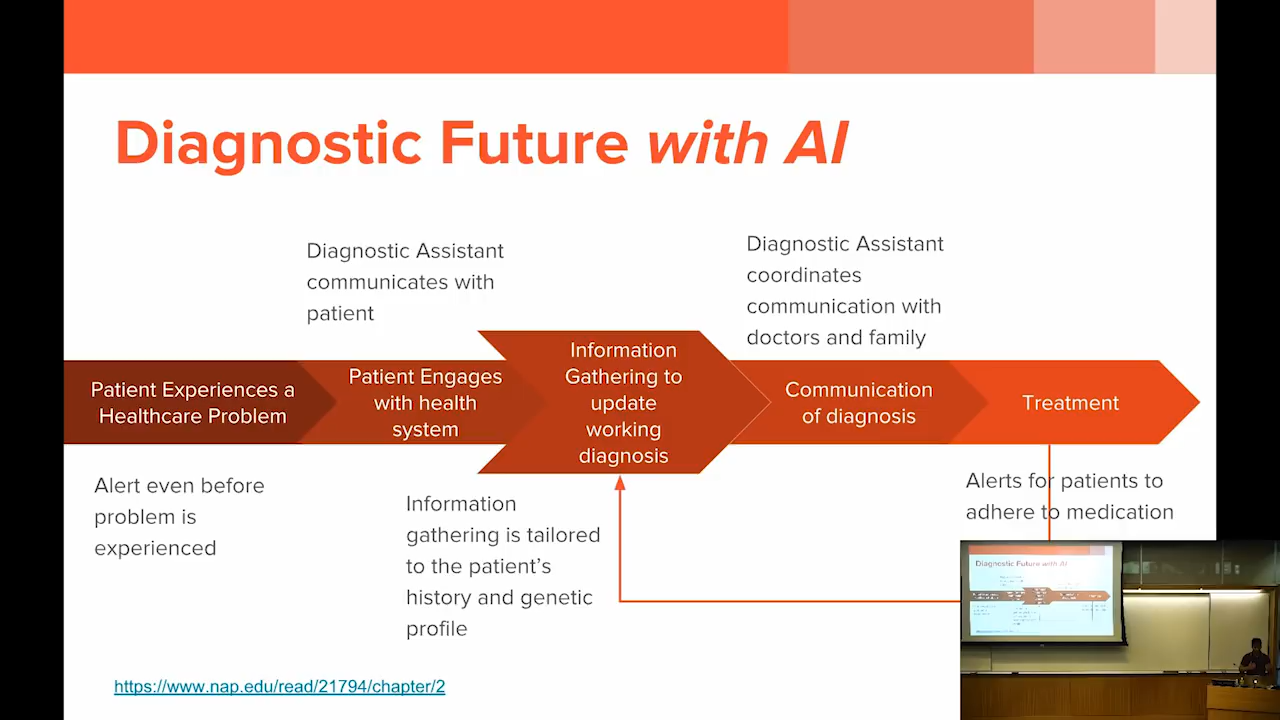 Diagnostic Future with AI
Diagnostic Assistant
communicates with
patient
Diagnostic Assistant
coordinates
communication with
doctors and family
Patient Experiences a
Healthcare Problem
Patient Engages
with health
system
Information
Gathering to
update
working
diagnosis
Communication
of diagnosis
Treatment
Alert even before
problem is
experienced
Information
gathering is tailored
to the patient's
history and genetic
profile
Alerts for patients to
adhere to medication
https://www.nap.edu/read/21794/chapter/2
Diagnostic Future with AI